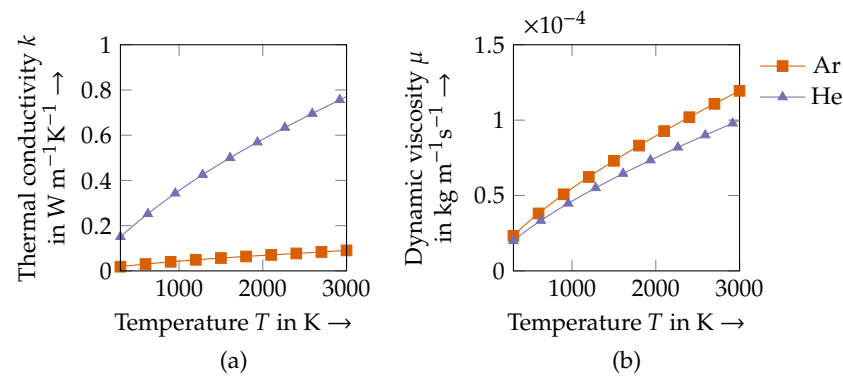 Thermal conductivity k
in W m⁻¹K⁻¹ →
1
0.8
0.6
0.4
0.2
0
1000 2000 3000
Temperature T in K →
(a)
Dynamic viscosity μ
in kg m⁻¹s⁻¹ →
×10⁻⁴
1.5
1
0.5
0
1000 2000 3000
Temperature T in K →
(b)
Ar
He